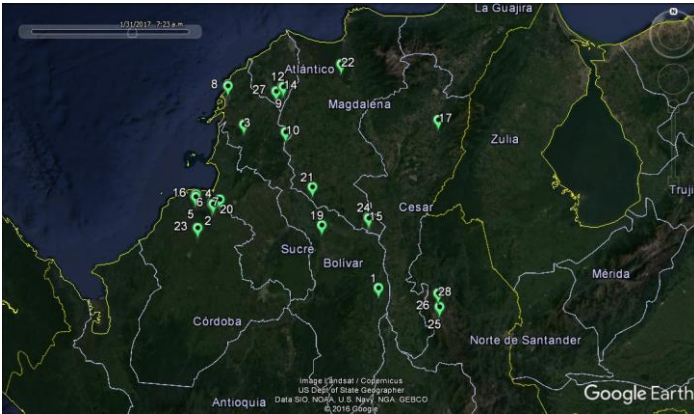 La Guajira
1/31/2017 7:23 a.m.
N
Atlántico
22
12
8
14
27
Magdalena
9
3
10
17
Zulia
21
16
4
6
7
20
5
24
15
Cesar
Truji
23
2
19
Sucre
Bolívar
1
28
Mérida
26
25
Córdoba
Norte de Santander
Antioquia
Image Landsat / Copernicus
US Dept of State Geographer
Data SIO, NOAA, U.S. Navy, NGA, GEBCO
© 2016 Google
Google Earth